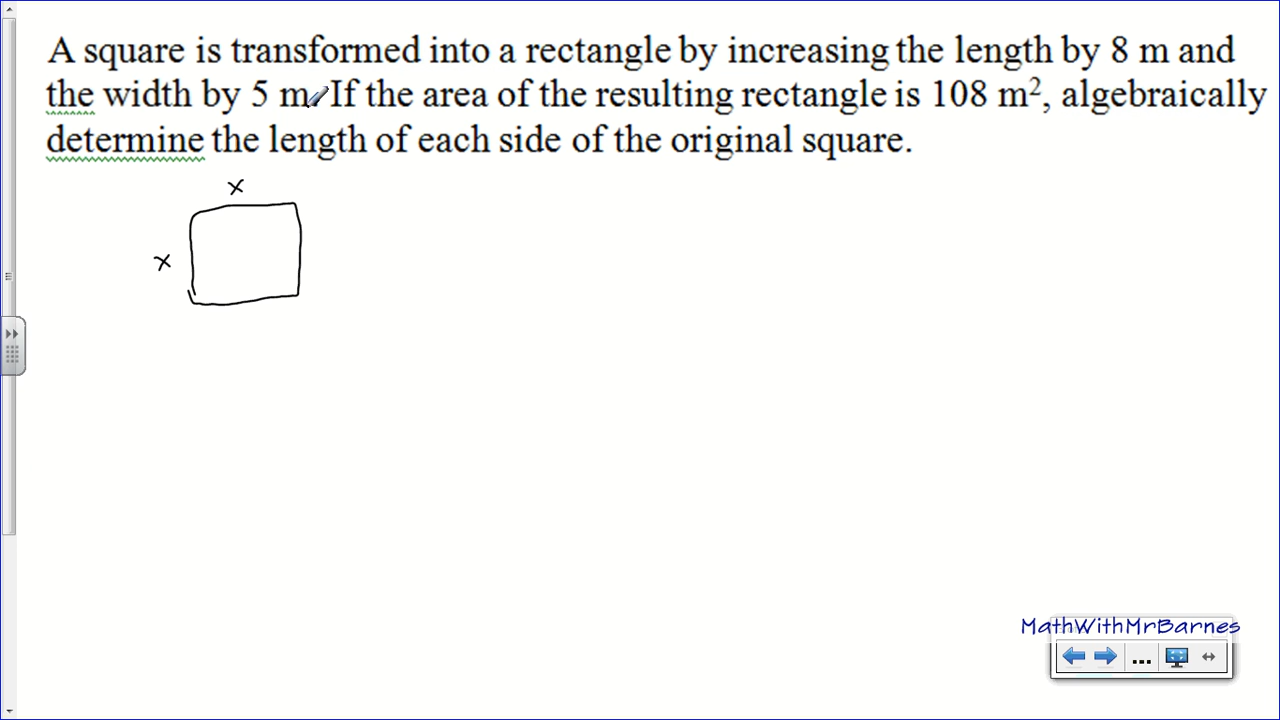 A square is transformed into a rectangle by increasing the length by 8 m and
the width by 5 m. If the area of the resulting rectangle is 108 m², algebraically
determine the length of each side of the original square.
x
x
MathWithMrBarnes
...